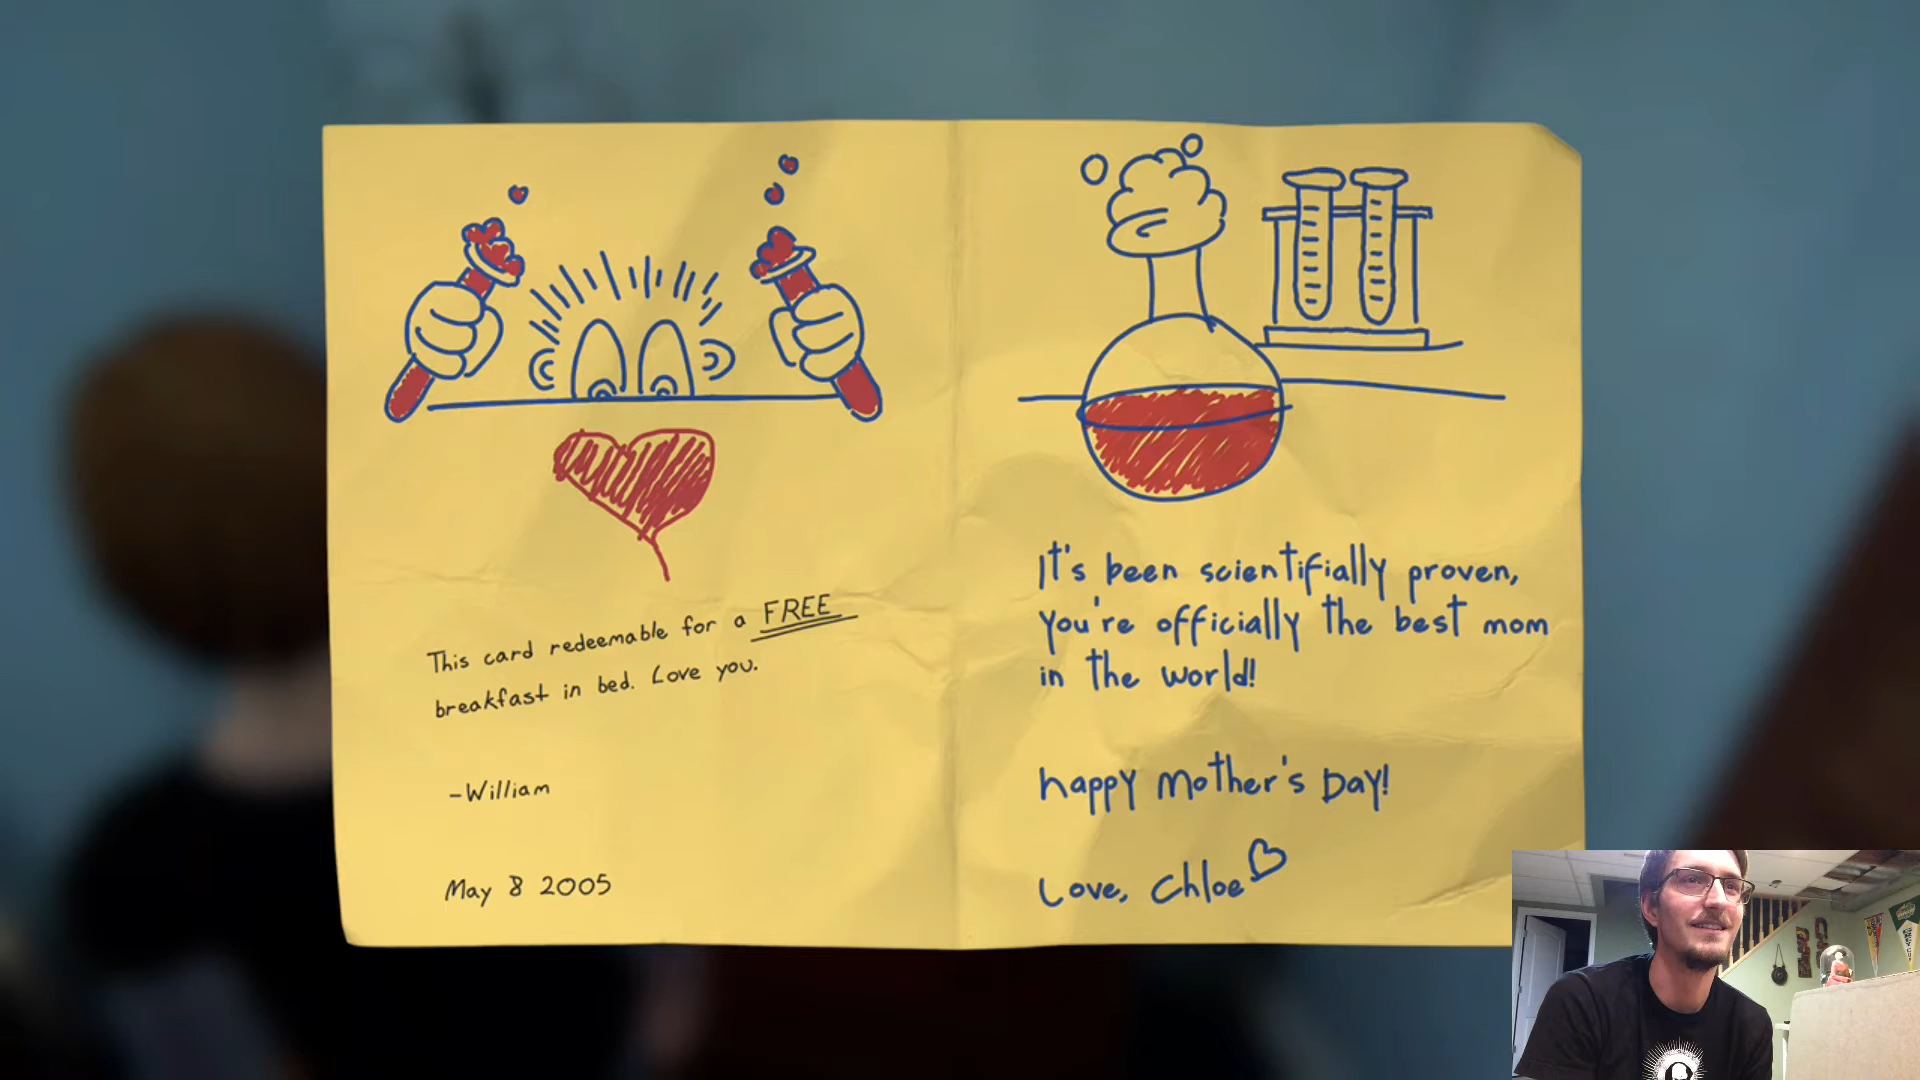 This card redeemable for a FREE
breakfast in bed. Love you.
-William
May 8 2005
It's been scientifially proven,
you're officially the best mom
in the world!
happy Mother's Day!
Love, Chloe